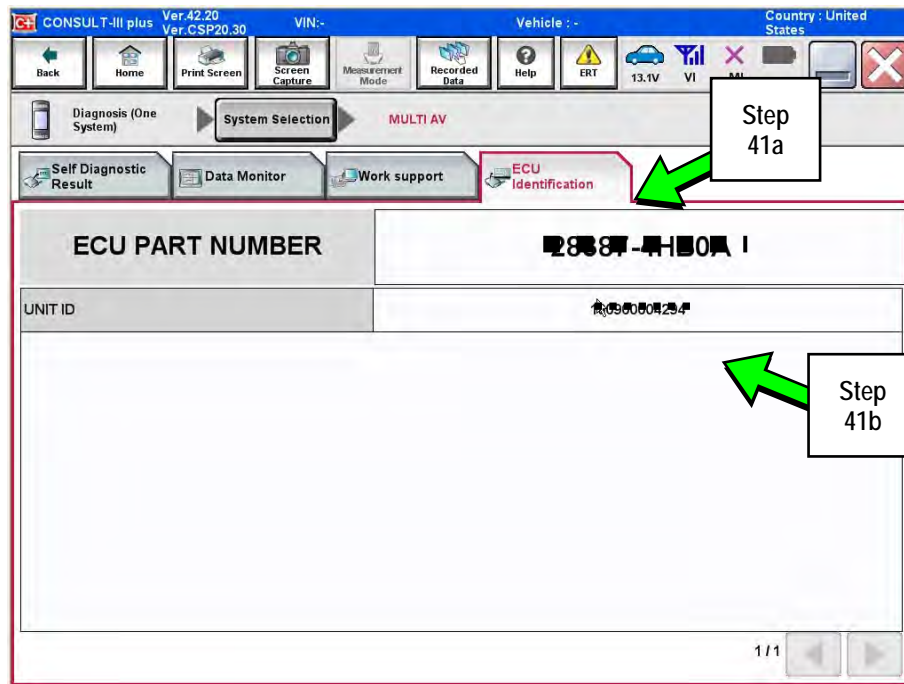 CONSULT-III plus Ver.42.20 VIN:- Vehicle : - Country : United
Ver.CSP20.30 States
Back Home Print Screen Screen Capture Measurement Mode Recorded Data Help ERT 13.1V VI MI
Diagnosis (One System) System Selection MULTI AV
Step
41a
Self Diagnostic Result Data Monitor Work support ECU Identification
ECU PART NUMBER
UNIT ID
Step
41b
1/1